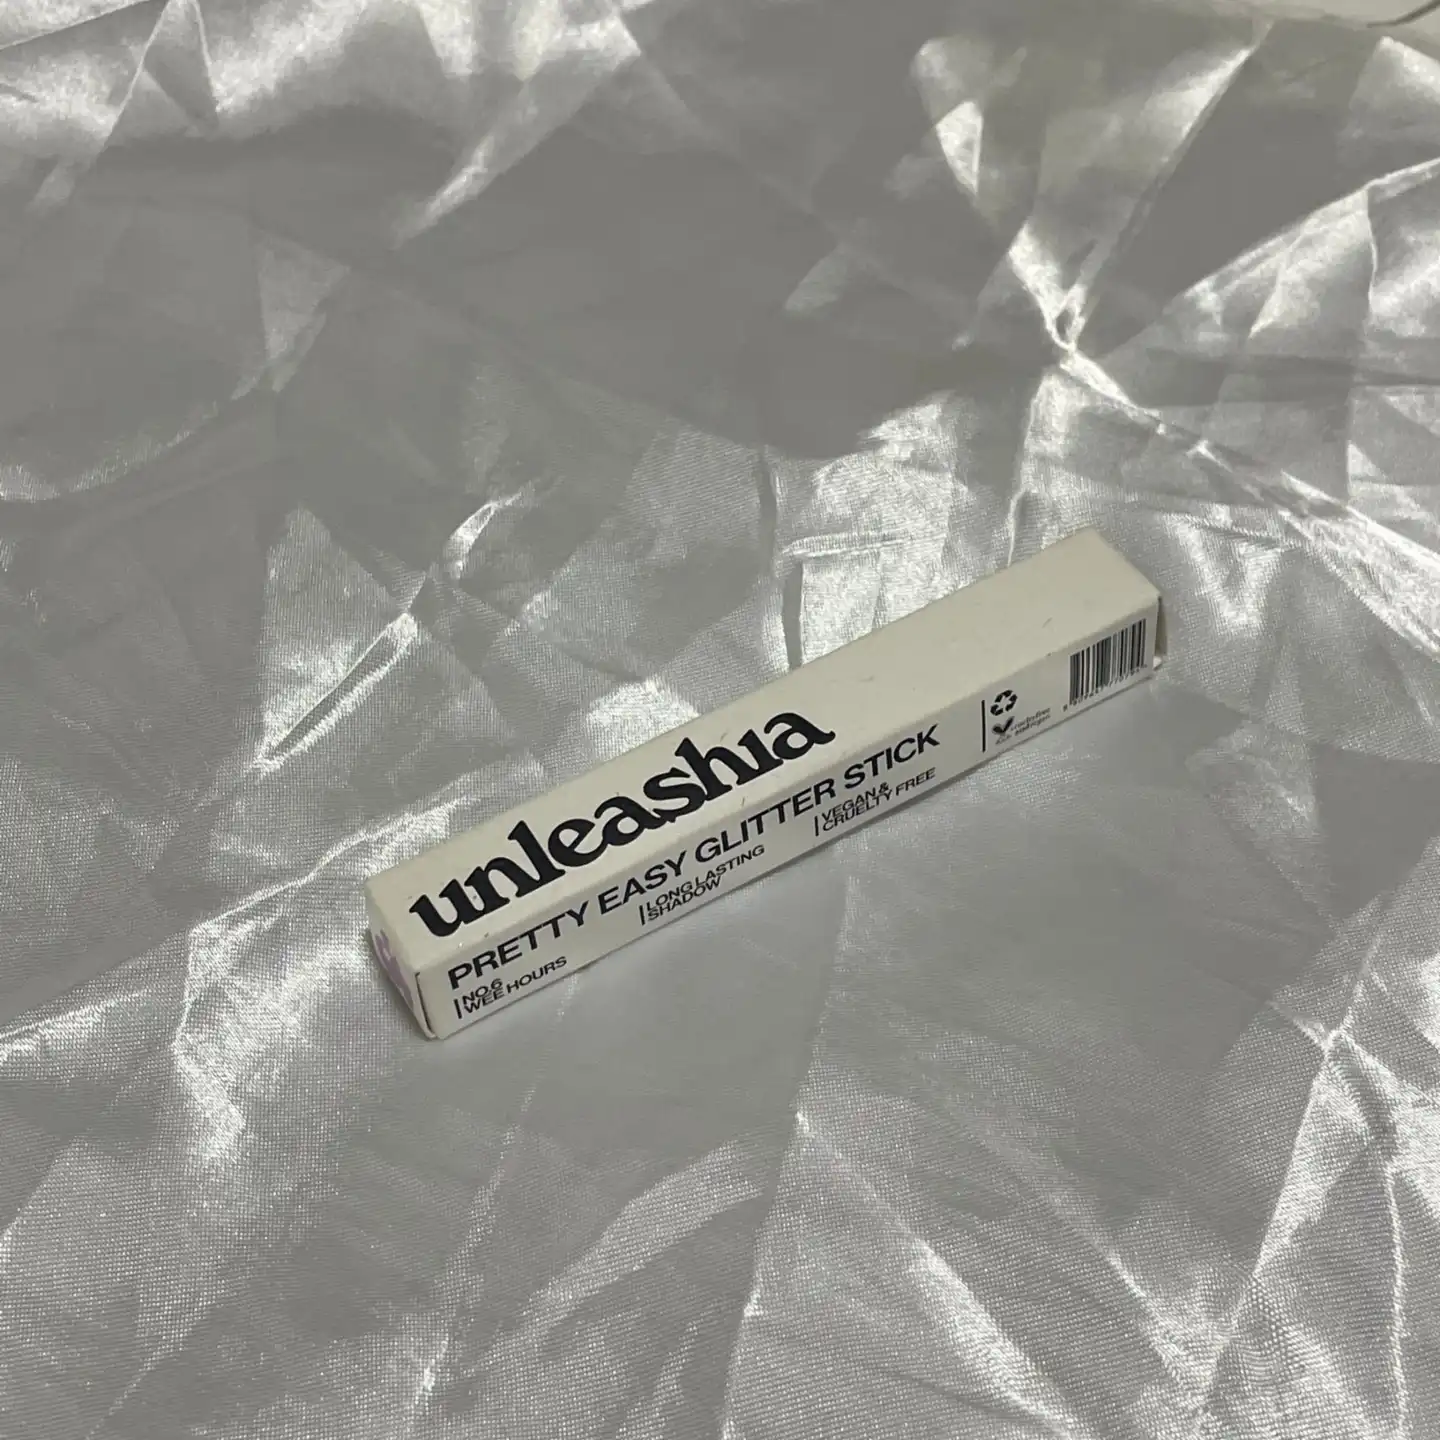 unleashia
PRETTY EASY GLITTER STICK
NO.6
WEE HOURS
LONG LASTING
SHADOW
VEGAN &
CRUELTY FREE